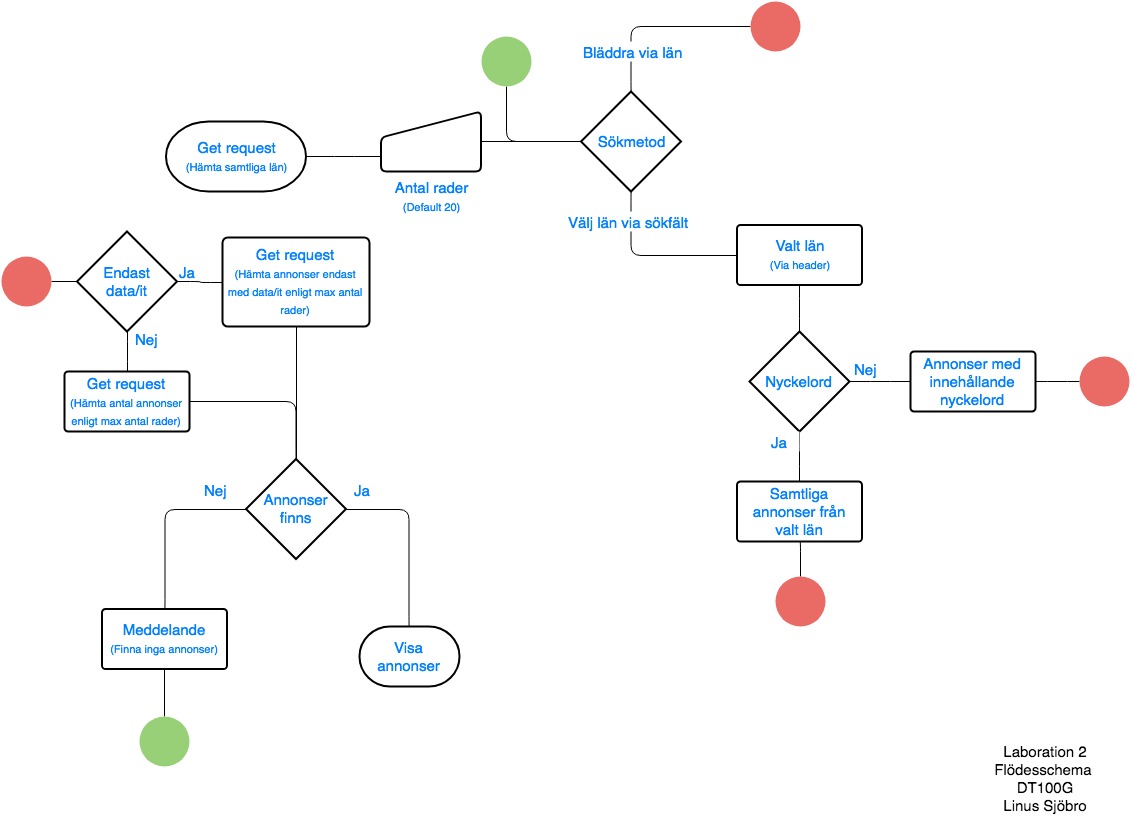 Bläddra via län
Sökmetod
Get request
(Hämta samtliga län)
Antal rader
(Default 20)
Välj län via sökfält
Valt län
(Via header)
Endast
data/it
Ja
Get request
(Hämta annonser endast
med data/it enligt max antal
rader)
Nej
Get request
(Hämta antal annonser
enligt max antal rader)
Nyckelord
Nej
Annonser med
innehållande
nyckelord
Ja
Samtliga
annonser från
valt län
Nej
Annonser
finns
Ja
Meddelande
(Finna inga annonser)
Visa
annonser
Laboration 2
Flödesschema
DT100G
Linus Sjöbro